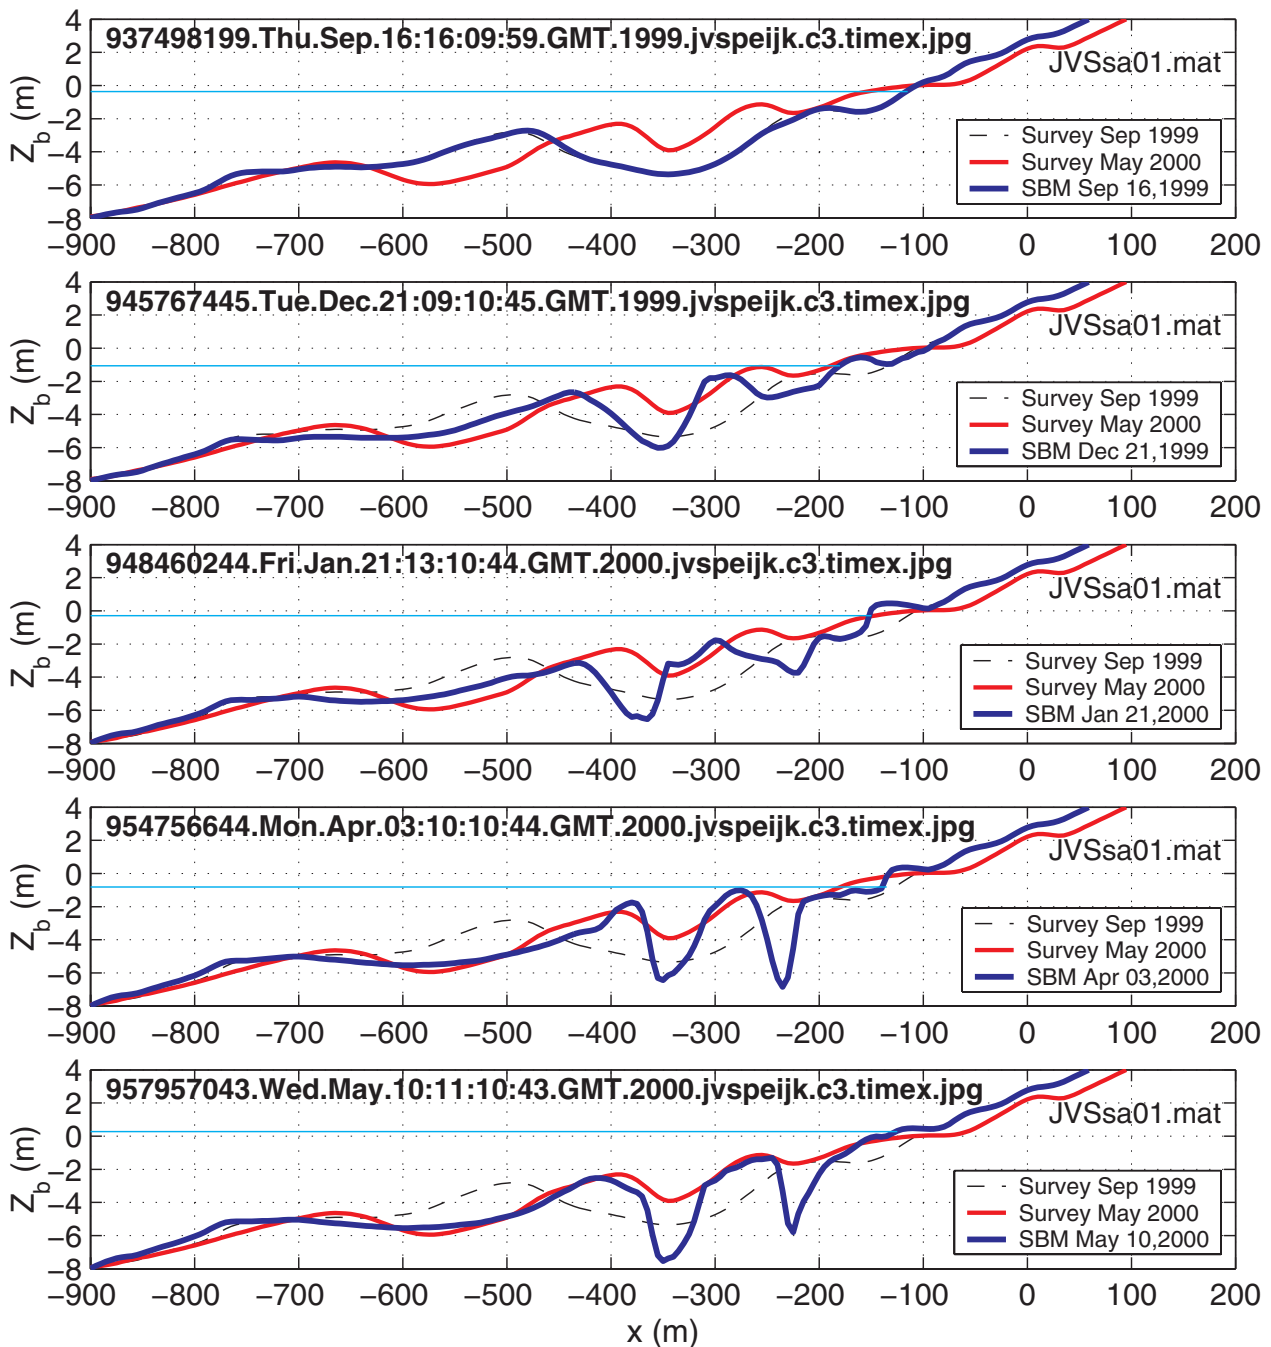 937498199.Thu.Sep.16:16:09:59.GMT.1999.jvspeijk.c3.timex.jpg
JVSsa01.mat
Z_b (m)
4
2
0
−2
−4
−6
−8
Survey Sep 1999
Survey May 2000
SBM Sep 16,1999
−900 −800 −700 −600 −500 −400 −300 −200 −100 0 100 200
945767445.Tue.Dec.21:09:10:45.GMT.1999.jvspeijk.c3.timex.jpg
JVSsa01.mat
Z_b (m)
4
2
0
−2
−4
−6
−8
Survey Sep 1999
Survey May 2000
SBM Dec 21,1999
−900 −800 −700 −600 −500 −400 −300 −200 −100 0 100 200
948460244.Fri.Jan.21:13:10:44.GMT.2000.jvspeijk.c3.timex.jpg
JVSsa01.mat
Z_b (m)
4
2
0
−2
−4
−6
−8
Survey Sep 1999
Survey May 2000
SBM Jan 21,2000
−900 −800 −700 −600 −500 −400 −300 −200 −100 0 100 200
954756644.Mon.Apr.03:10:10:44.GMT.2000.jvspeijk.c3.timex.jpg
JVSsa01.mat
Z_b (m)
4
2
0
−2
−4
−6
−8
Survey Sep 1999
Survey May 2000
SBM Apr 03,2000
−900 −800 −700 −600 −500 −400 −300 −200 −100 0 100 200
957957043.Wed.May.10:11:10:43.GMT.2000.jvspeijk.c3.timex.jpg
JVSsa01.mat
Z_b (m)
4
2
0
−2
−4
−6
−8
Survey Sep 1999
Survey May 2000
SBM May 10,2000
−900 −800 −700 −600 −500 −400 −300 −200 −100 0 100 200
x (m)